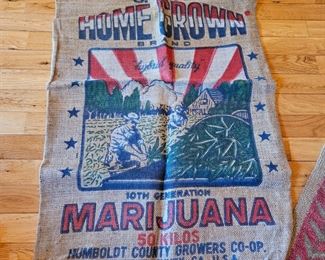 HOME GROWN
BRAND
"highest quality"
10TH GENERATION
MARIJUANA
50 KILOS
HUMBOLDT COUNTY GROWERS CO-OP.
U.S.A.